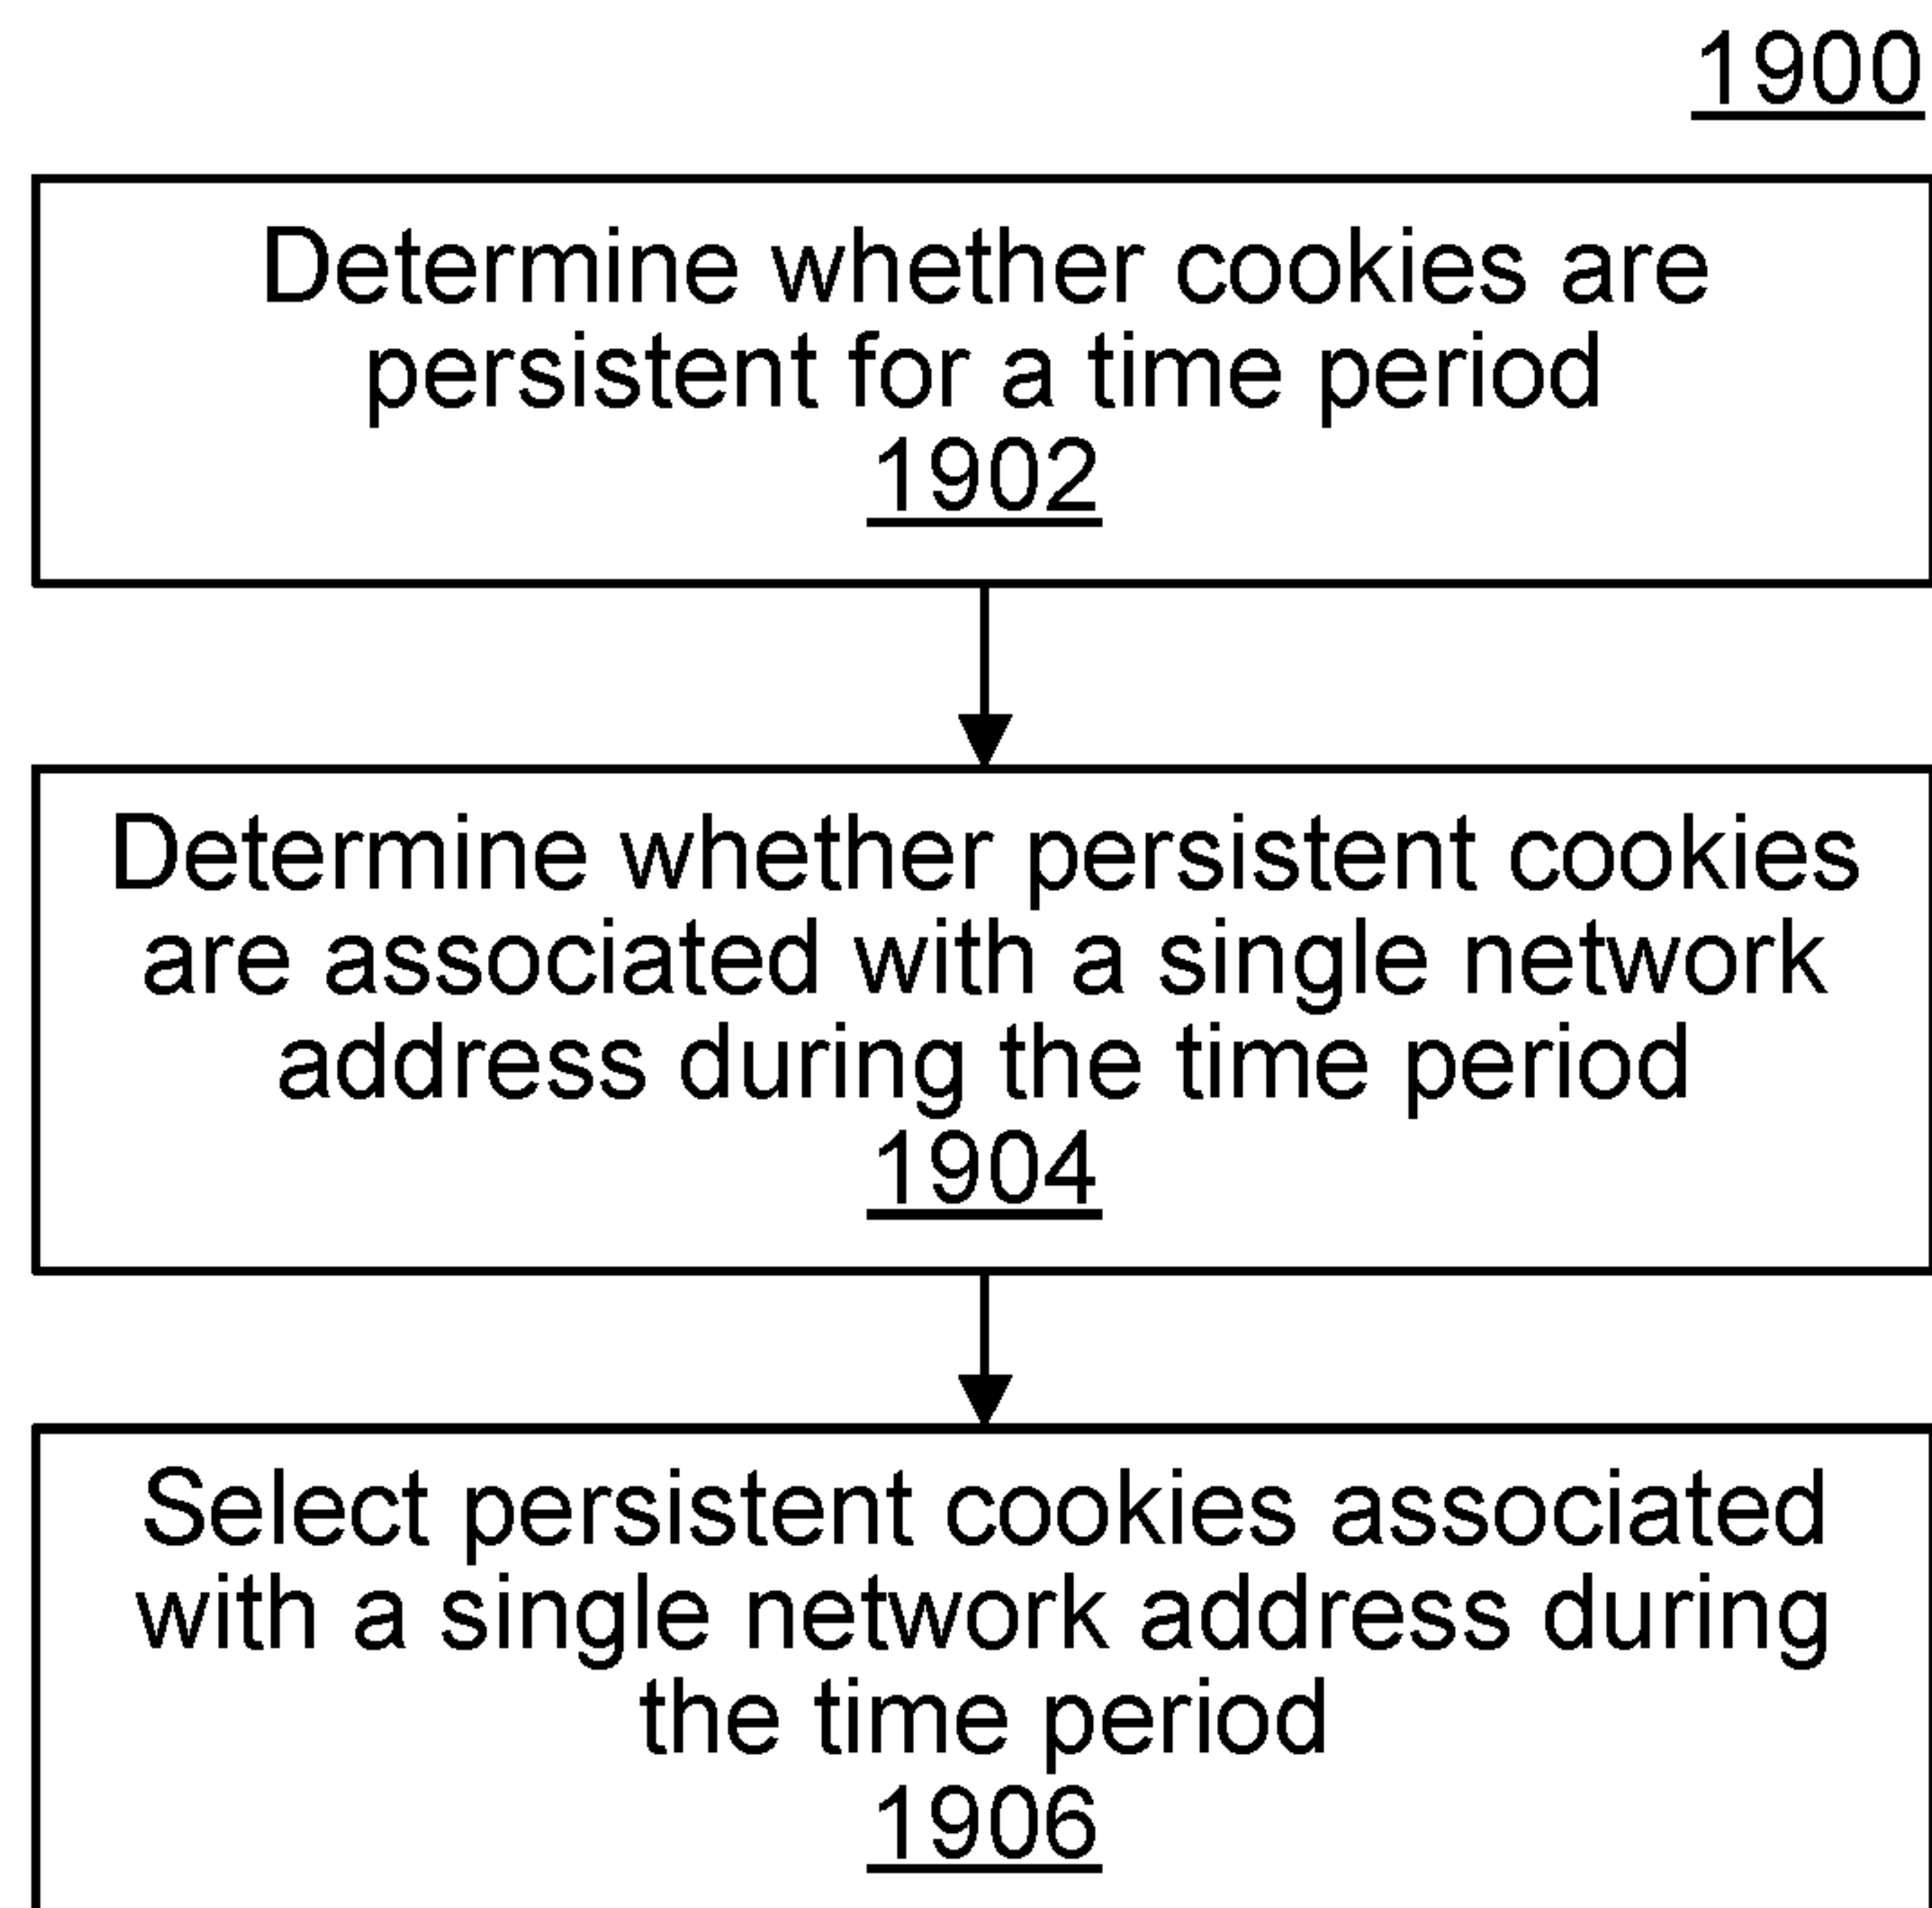 1900
Determine whether cookies are
persistent for a time period
1902
Determine whether persistent cookies
are associated with a single network
address during the time period
1904
Select persistent cookies associated
with a single network address during
the time period
1906